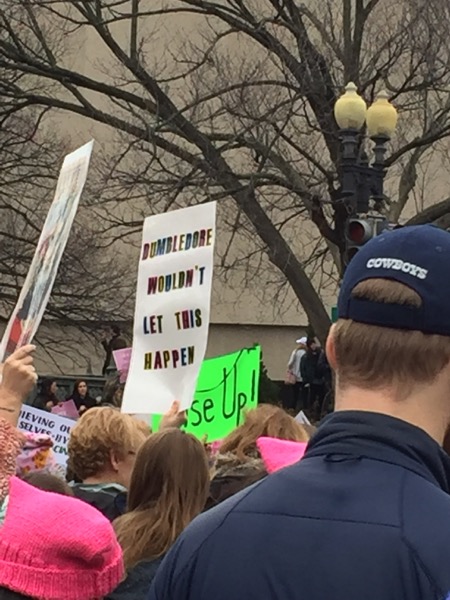 COWBOYS
DUMBLEDORE
WOULDN'T
LET THIS
HAPPEN
se Up!